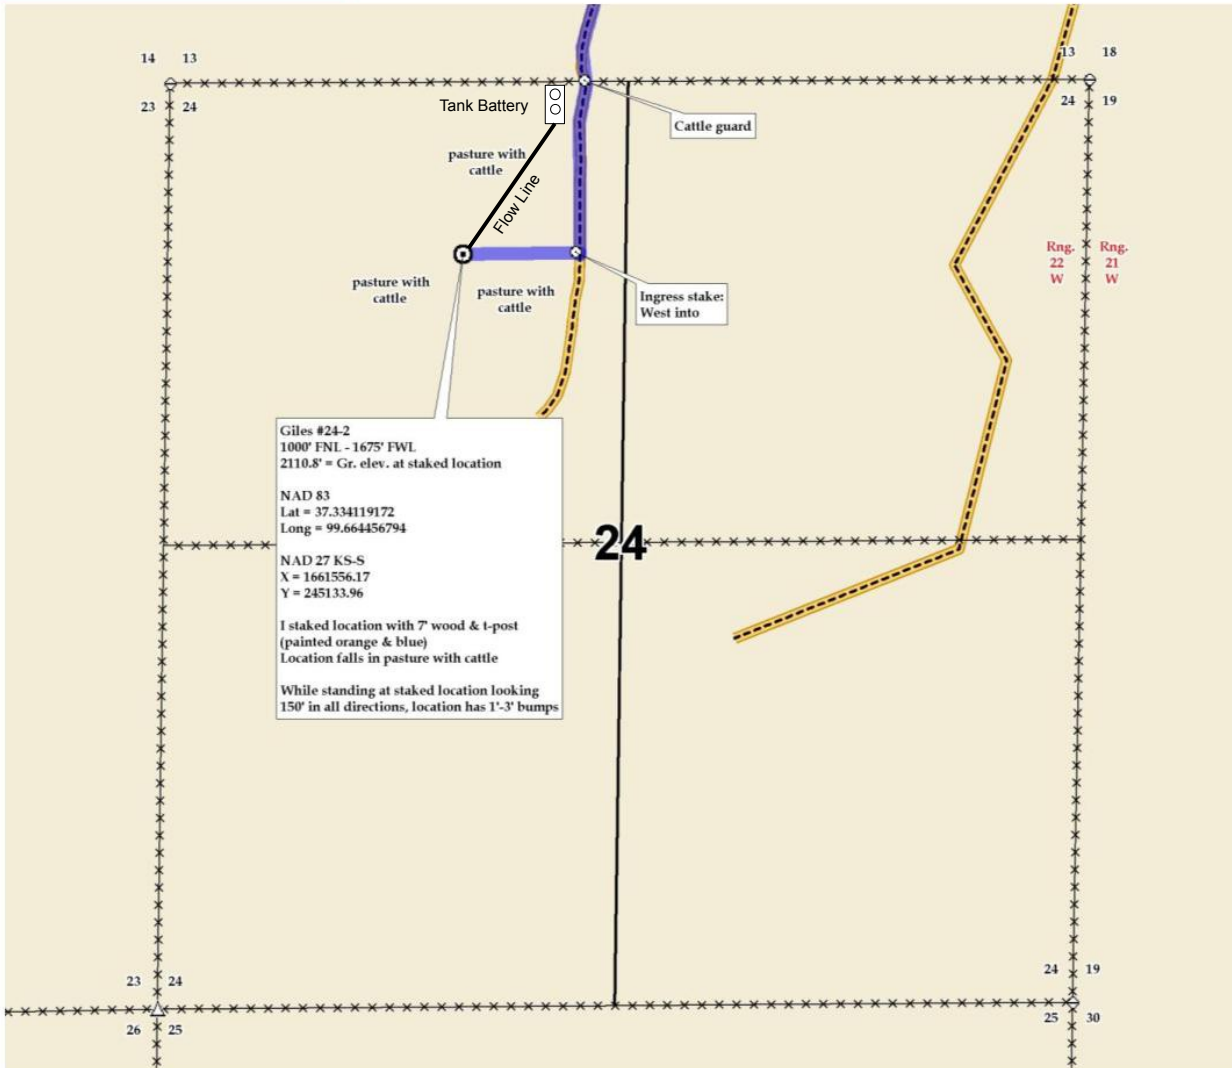 14
13
13
18
23
24
24
19
Tank Battery
Cattle guard
pasture with
cattle
Flow Line
Rng.
22
W
Rng.
21
W
pasture with
cattle
pasture with
cattle
Ingress stake:
West into
Giles #24-2
1000' FNL - 1675' FWL
2110.8' = Gr. elev. at staked location
NAD 83
Lat = 37.334119172
Long = 99.664456794
NAD 27 KS-S
X = 1661556.17
Y = 245133.96
I staked location with 7' wood & t-post
(painted orange & blue)
Location falls in pasture with cattle
While standing at staked location looking
150' in all directions, location has 1'-3' bumps
24
23
24
24
19
26
25
25
30